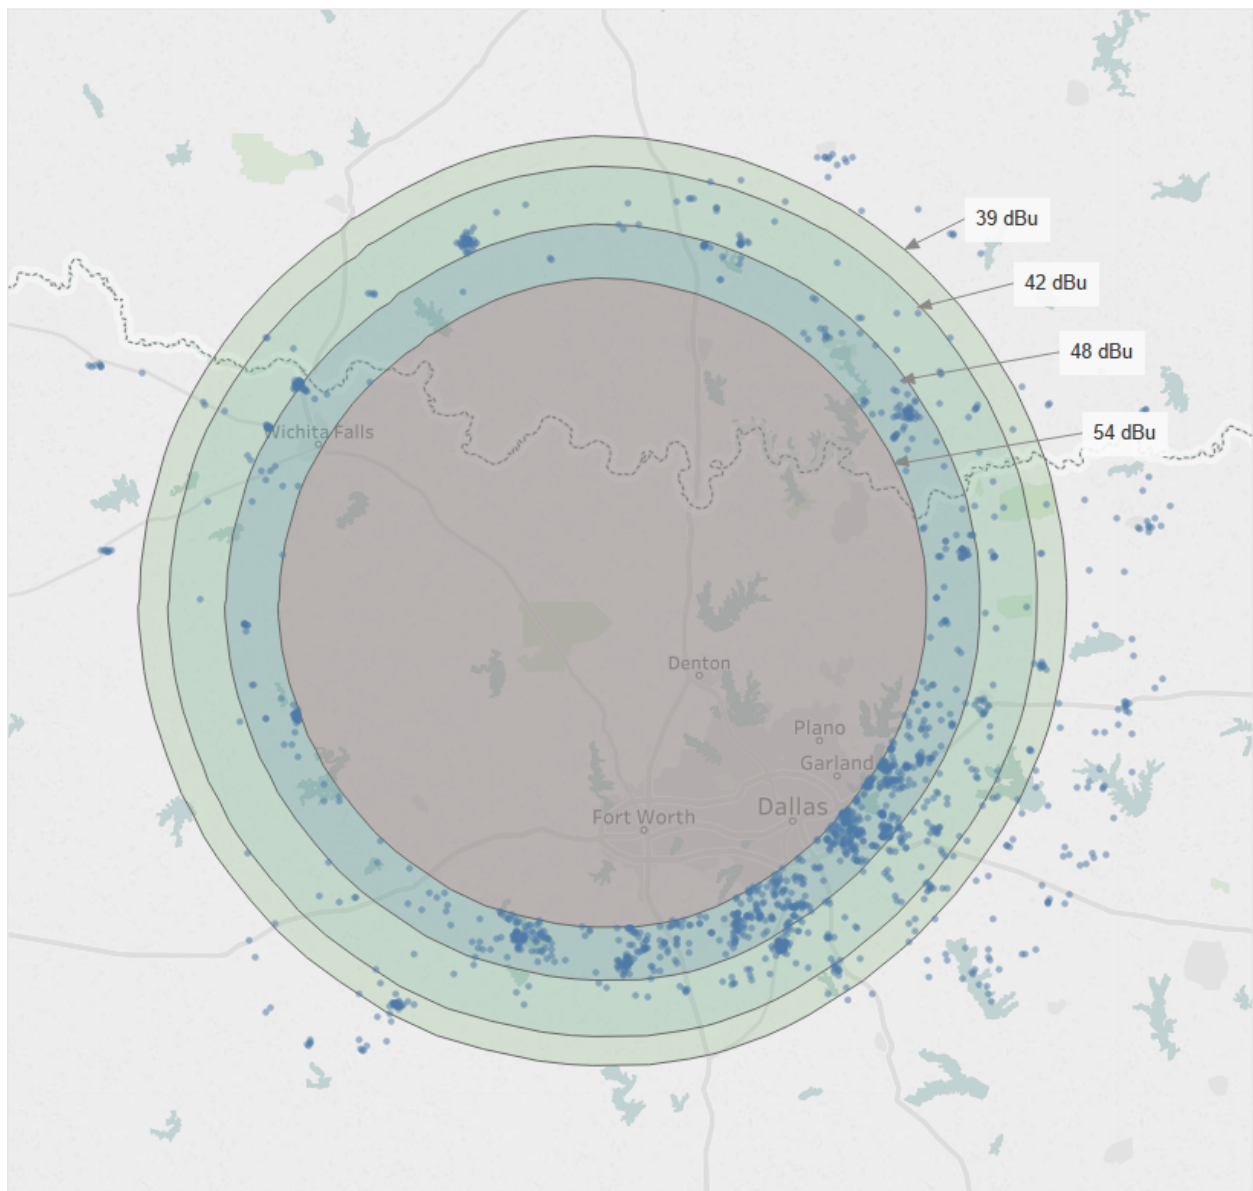 39 dBu
42 dBu
48 dBu
54 dBu
Wichita Falls
Denton
Plano
Garland
Dallas
Fort Worth